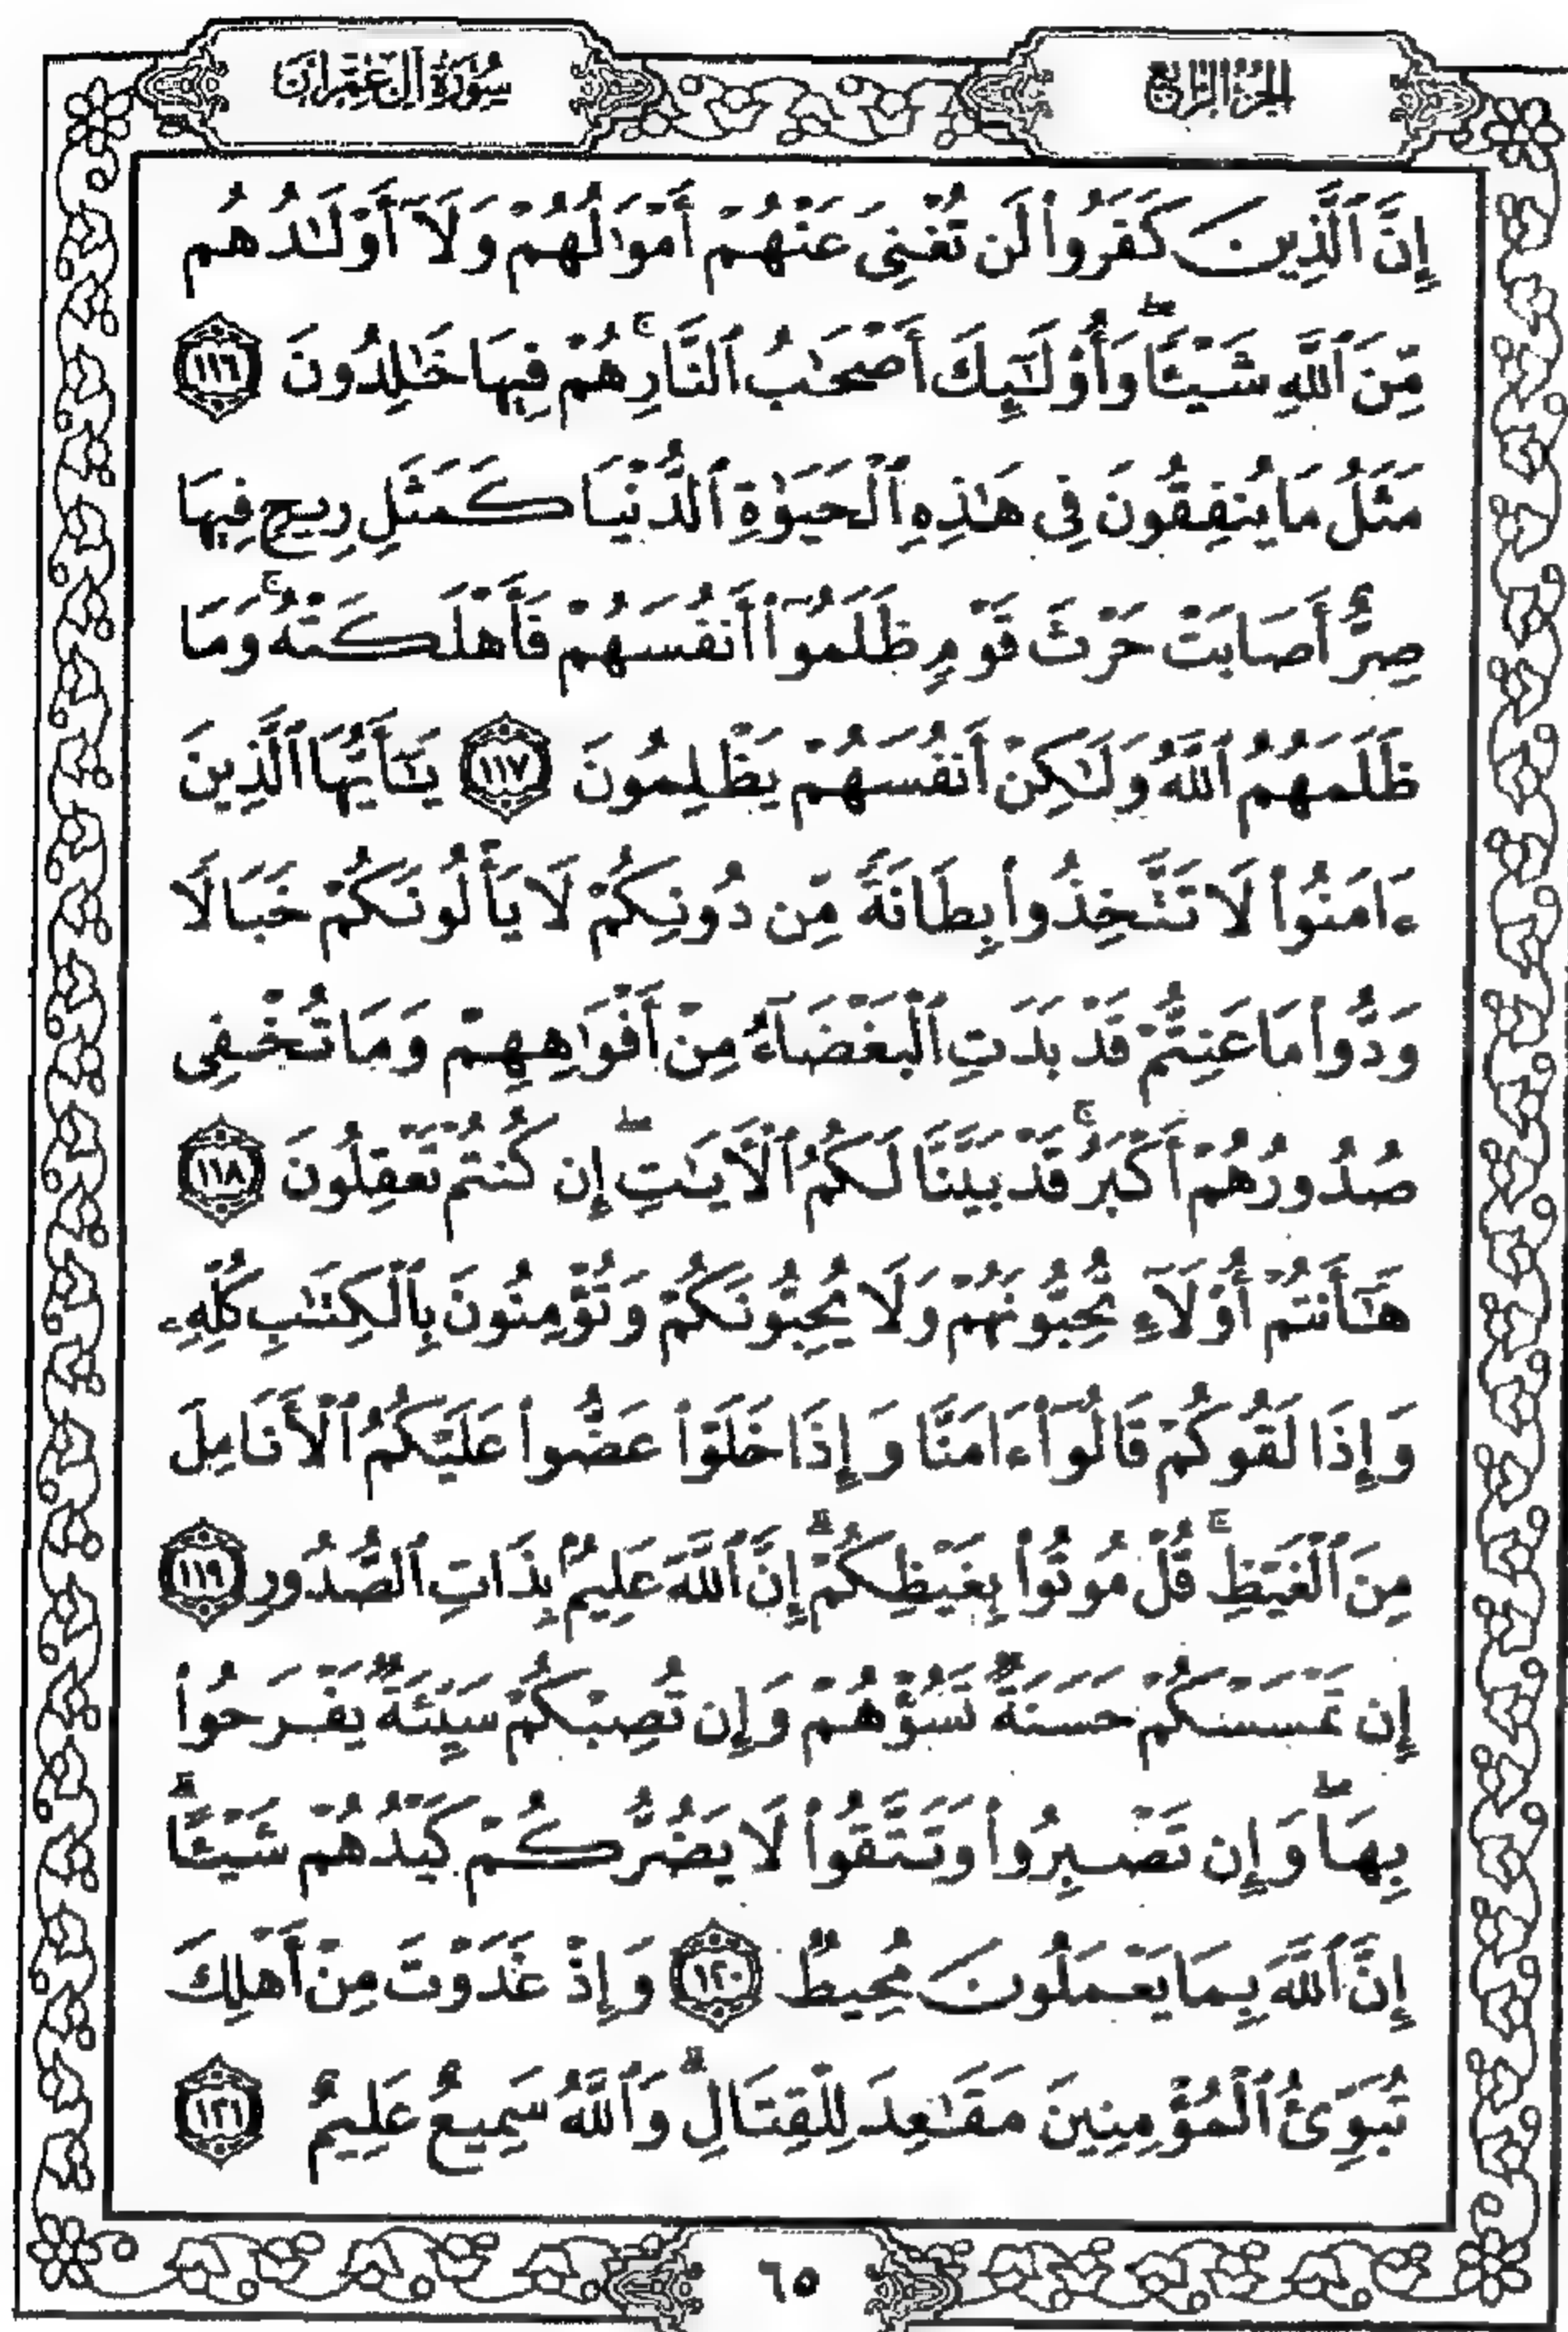 الجزء الرابع
سورة آل عمران
إِنَّ ٱلَّذِينَ كَفَرُوا۟ لَن تُغْنِىَ عَنْهُمْ أَمْوَٰلُهُمْ وَلَآ أَوْلَـٰدُهُم
مِّنَ ٱللَّهِ شَيْـًٔا ۖ وَأُو۟لَـٰٓئِكَ أَصْحَـٰبُ ٱلنَّارِ ۚ هُمْ فِيهَا خَـٰلِدُونَ ١١٦
مَثَلُ مَا يُنفِقُونَ فِى هَـٰذِهِ ٱلْحَيَوٰةِ ٱلدُّنْيَا كَمَثَلِ رِيحٍ فِيهَا
صِرٌّ أَصَابَتْ حَرْثَ قَوْمٍ ظَلَمُوٓا۟ أَنفُسَهُمْ فَأَهْلَكَتْهُ ۚ وَمَا
ظَلَمَهُمُ ٱللَّهُ وَلَـٰكِنْ أَنفُسَهُمْ يَظْلِمُونَ ١١٧ يَـٰٓأَيُّهَا ٱلَّذِينَ
ءَامَنُوا۟ لَا تَتَّخِذُوا۟ بِطَانَةً مِّن دُونِكُمْ لَا يَأْلُونَكُمْ خَبَالًا
وَدُّوا۟ مَا عَنِتُّمْ قَدْ بَدَتِ ٱلْبَغْضَآءُ مِنْ أَفْوَٰهِهِمْ وَمَا تُخْفِى
صُدُورُهُمْ أَكْبَرُ ۚ قَدْ بَيَّنَّا لَكُمُ ٱلْـَٔايَـٰتِ ۖ إِن كُنتُمْ تَعْقِلُونَ ١١٨
هَـٰٓأَنتُمْ أُو۟لَآءِ تُحِبُّونَهُمْ وَلَا يُحِبُّونَكُمْ وَتُؤْمِنُونَ بِٱلْكِتَـٰبِ كُلِّهِۦ
وَإِذَا لَقُوكُمْ قَالُوٓا۟ ءَامَنَّا وَإِذَا خَلَوْا۟ عَضُّوا۟ عَلَيْكُمُ ٱلْأَنَامِلَ
مِنَ ٱلْغَيْظِ ۚ قُلْ مُوتُوا۟ بِغَيْظِكُمْ ۗ إِنَّ ٱللَّهَ عَلِيمٌۢ بِذَاتِ ٱلصُّدُورِ ١١٩
إِن تَمْسَسْكُمْ حَسَنَةٌ تَسُؤْهُمْ وَإِن تُصِبْكُمْ سَيِّئَةٌ يَفْرَحُوا۟
بِهَا ۖ وَإِن تَصْبِرُوا۟ وَتَتَّقُوا۟ لَا يَضُرُّكُمْ كَيْدُهُمْ شَيْـًٔا ۗ
إِنَّ ٱللَّهَ بِمَا يَعْمَلُونَ مُحِيطٌ ١٢٠ وَإِذْ غَدَوْتَ مِنْ أَهْلِكَ
تُبَوِّئُ ٱلْمُؤْمِنِينَ مَقَـٰعِدَ لِلْقِتَالِ ۗ وَٱللَّهُ سَمِيعٌ عَلِيمٌ ١٢١
٦٥